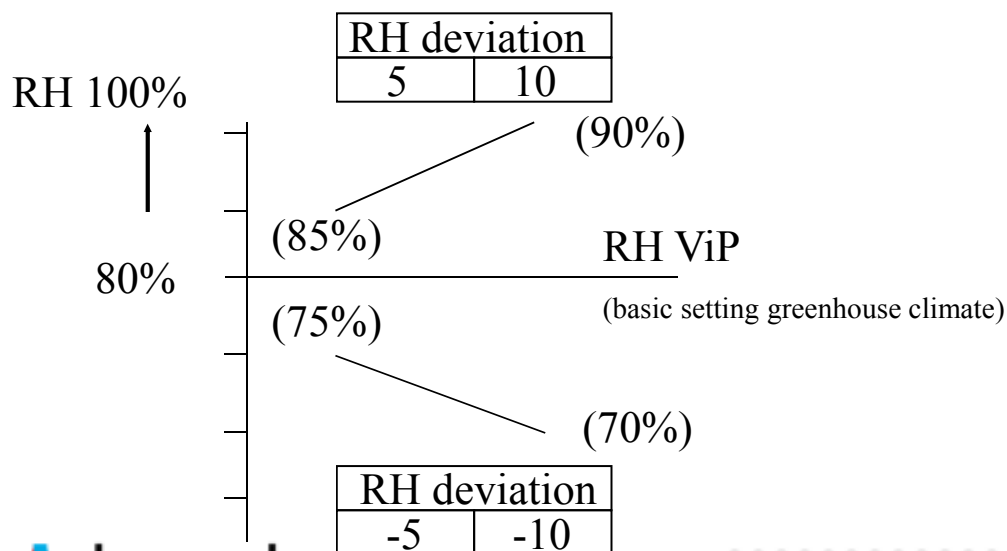 RH deviation
5 10
RH 100%
(90%)
(85%)
RH ViP
80%
(basic setting greenhouse climate)
(75%)
(70%)
RH deviation
-5 -10